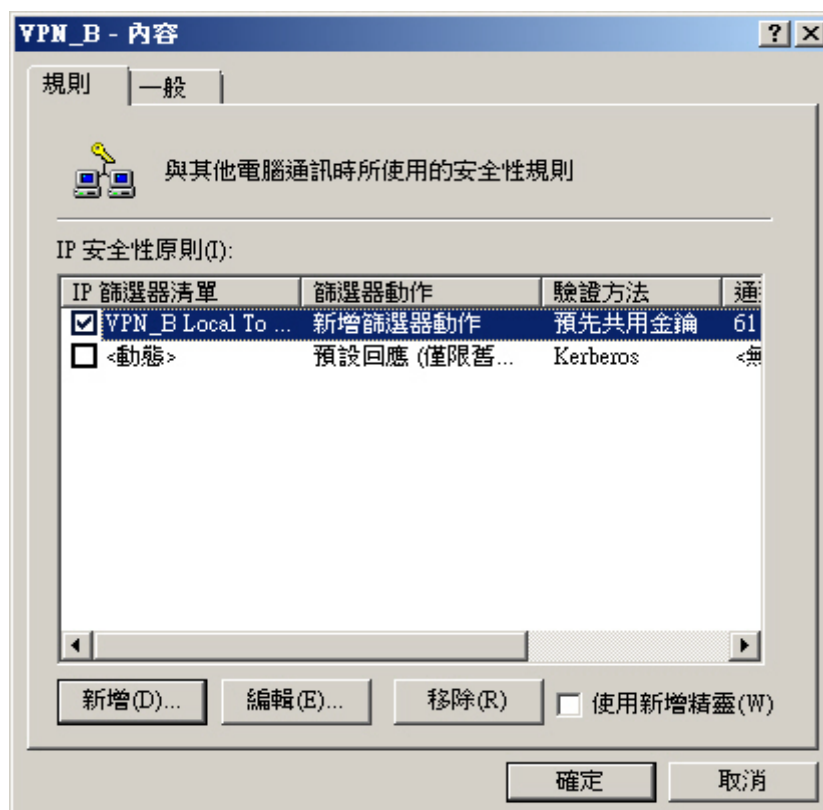 VPN_B - 內容
規則 一般
與其他電腦通訊時所使用的安全性規則
IP 安全性原則(I):
IP 篩選器清單 篩選器動作 驗證方法 通
VPN_B Local To ... 新增篩選器動作 預先共用金鑰 61
<動態> 預設回應 (僅限舊... Kerberos <無
新增(D)... 編輯(E)... 移除(R) 使用新增精靈(W)
確定 取消